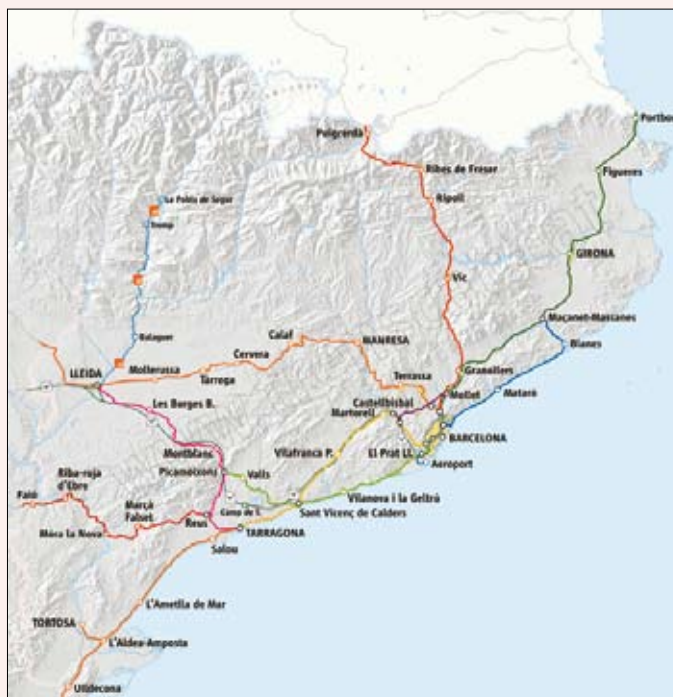 Portbou
Puigcerdà
Ribes de Freser
Figueres
La Pobla de Segur
Ripoll
Tremp
GIRONA
Vic
Maçanet-Massanes
Balaguer
Calaf
MANRESA
Blanes
Cervera
Granollers
LLEIDA
Mollerussa
Tàrrega
Terrassa
Mollet
Mataró
Les Borges B.
Castellbisbal
Martorell
BARCELONA
Montblanc
Vilafranca P.
El Prat Ll.
Picamoixons
Aeroport
Riba-roja
d'Ebre
Valls
Vilanova i la Geltrú
Faió
Marçà
Falset
Camp de T.
Sant Vicenç de Calders
Reus
Móra la Nova
TARRAGONA
Salou
L'Ametlla de Mar
TORTOSA
L'Aldea-Amposta
Ulldecona